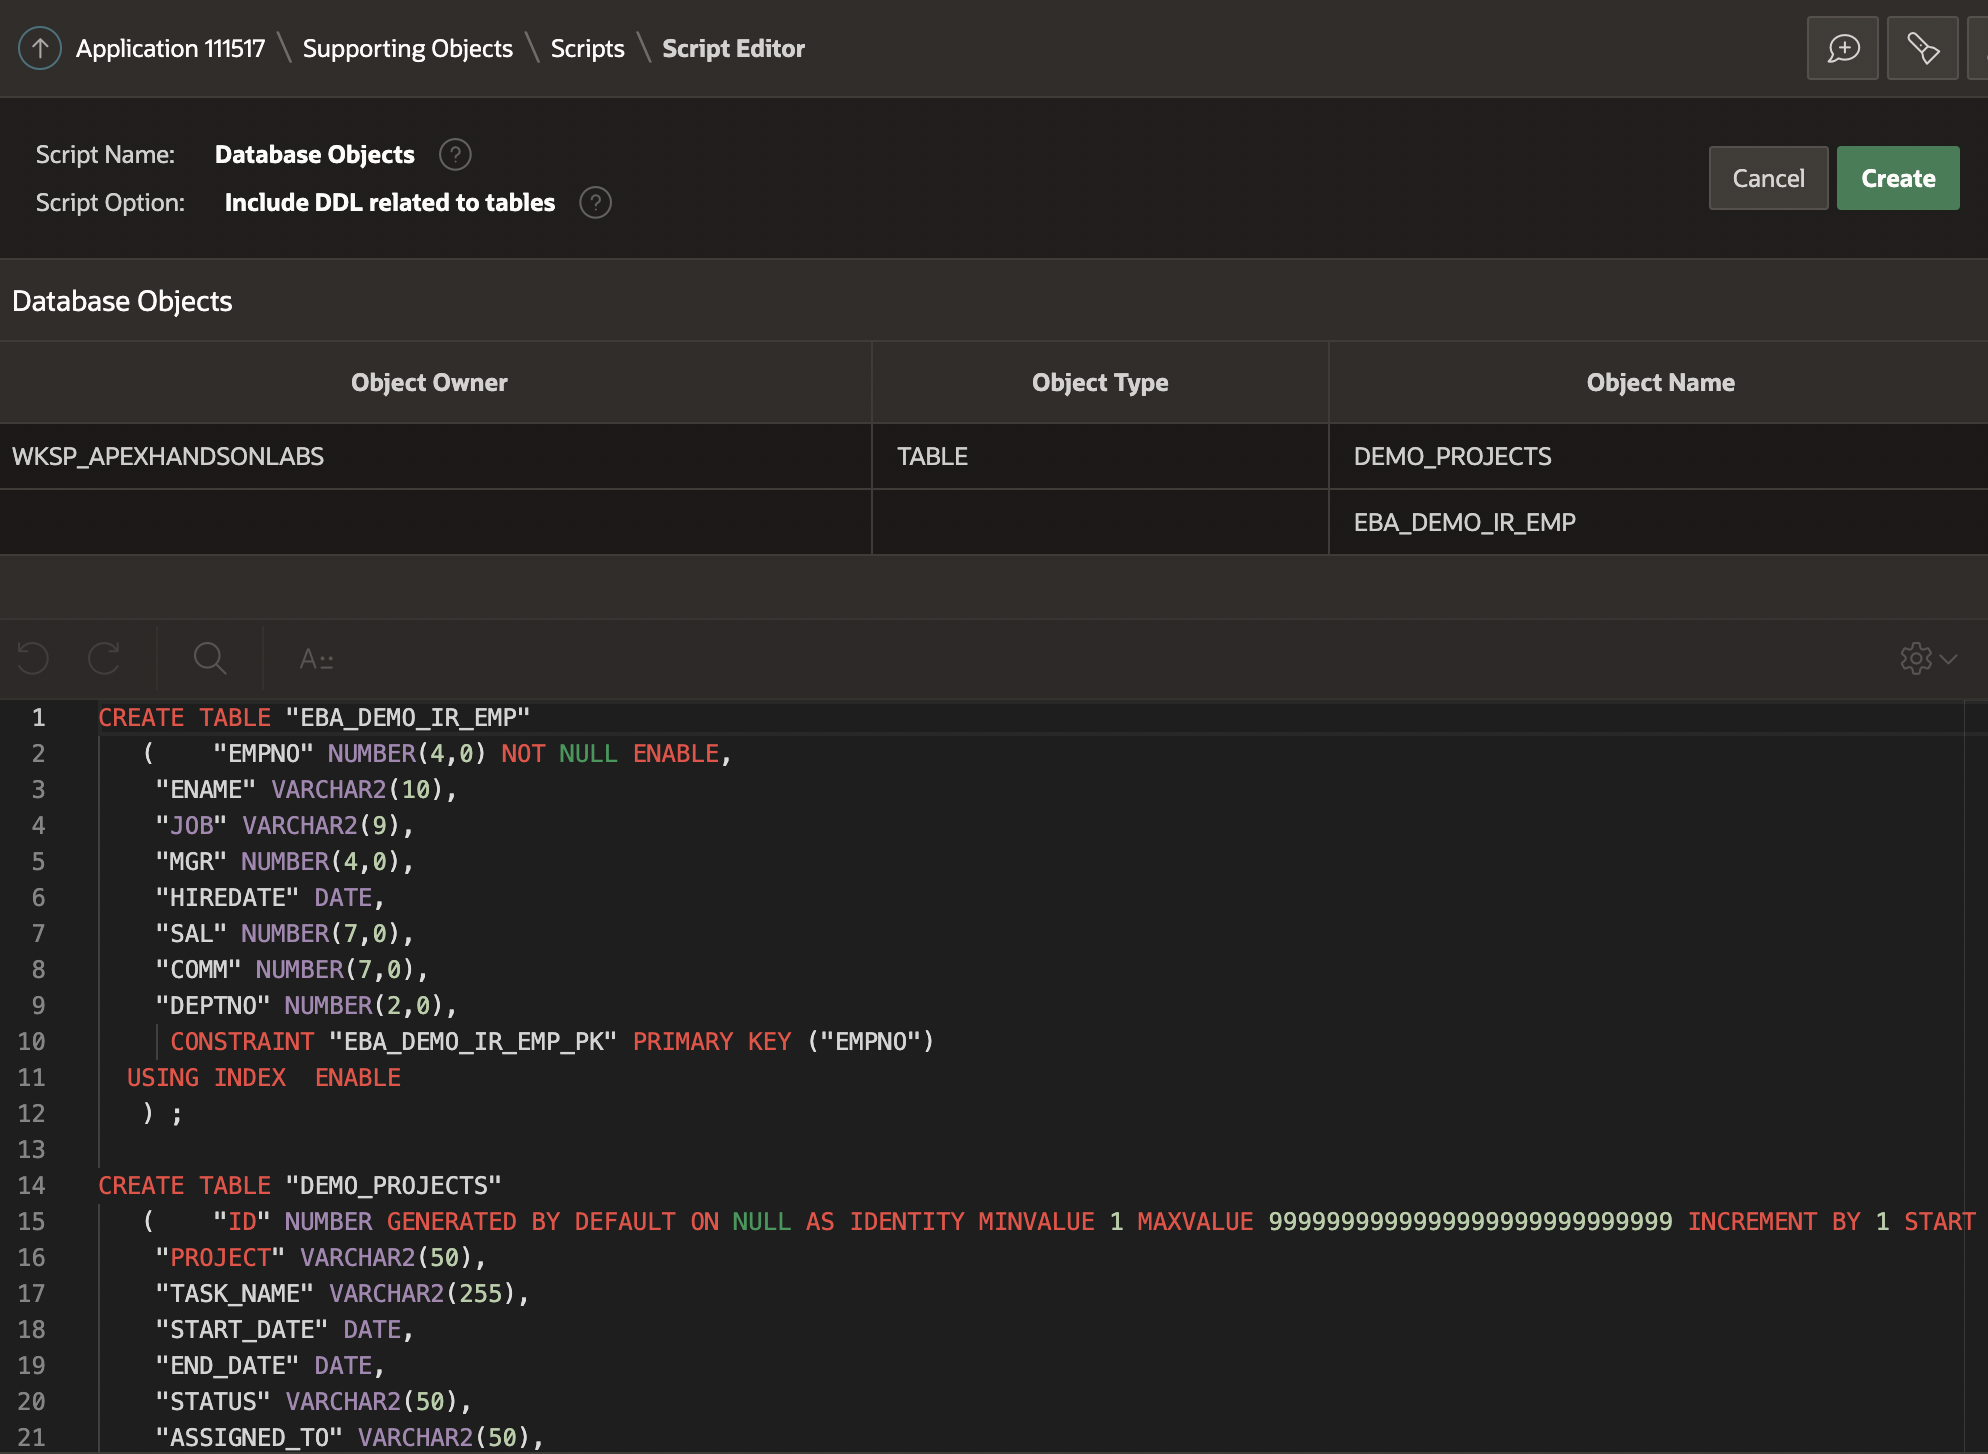 Application 111517 \ Supporting Objects \ Scripts \ Script Editor
Script Name: Database Objects ?
Script Option: Include DDL related to tables ?
Cancel Create
Database Objects
Object Owner Object Type Object Name
WKSP_APEXHANDSONLABS TABLE DEMO_PROJECTS
EBA_DEMO_IR_EMP
1 CREATE TABLE "EBA_DEMO_IR_EMP"
2 ( "EMPNO" NUMBER(4,0) NOT NULL ENABLE,
3 "ENAME" VARCHAR2(10),
4 "JOB" VARCHAR2(9),
5 "MGR" NUMBER(4,0),
6 "HIREDATE" DATE,
7 "SAL" NUMBER(7,0),
8 "COMM" NUMBER(7,0),
9 "DEPTNO" NUMBER(2,0),
10 CONSTRAINT "EBA_DEMO_IR_EMP_PK" PRIMARY KEY ("EMPNO")
11 USING INDEX  ENABLE
12 ) ;
13
14 CREATE TABLE "DEMO_PROJECTS"
15 ( "ID" NUMBER GENERATED BY DEFAULT ON NULL AS IDENTITY MINVALUE 1 MAXVALUE 9999999999999999999999999999 INCREMENT BY 1 START
16 "PROJECT" VARCHAR2(50),
17 "TASK_NAME" VARCHAR2(255),
18 "START_DATE" DATE,
19 "END_DATE" DATE,
20 "STATUS" VARCHAR2(50),
21 "ASSIGNED_TO" VARCHAR2(50),